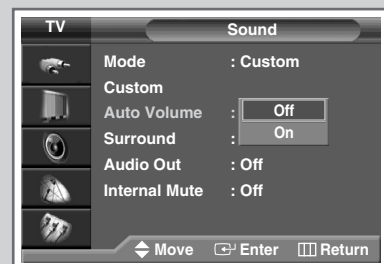 TV Sound
Mode : Custom
Custom
Auto Volume : Off
On
Surround :
Audio Out : Off
Internal Mute : Off
Move Enter Return